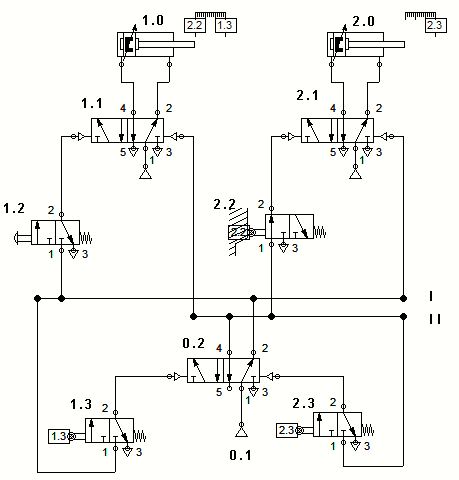 1.0 2.2 1.3 2.0 2.3
1.1 4 2 2.1 4 2
5 1 3 5 1 3
1.2 2 2.2 2
2.2
1 3 1 3
I
II
0.2 4 2
5 1 3
1.3 2 2.3 2
1.3 2.3
1 3 0.1 1 3